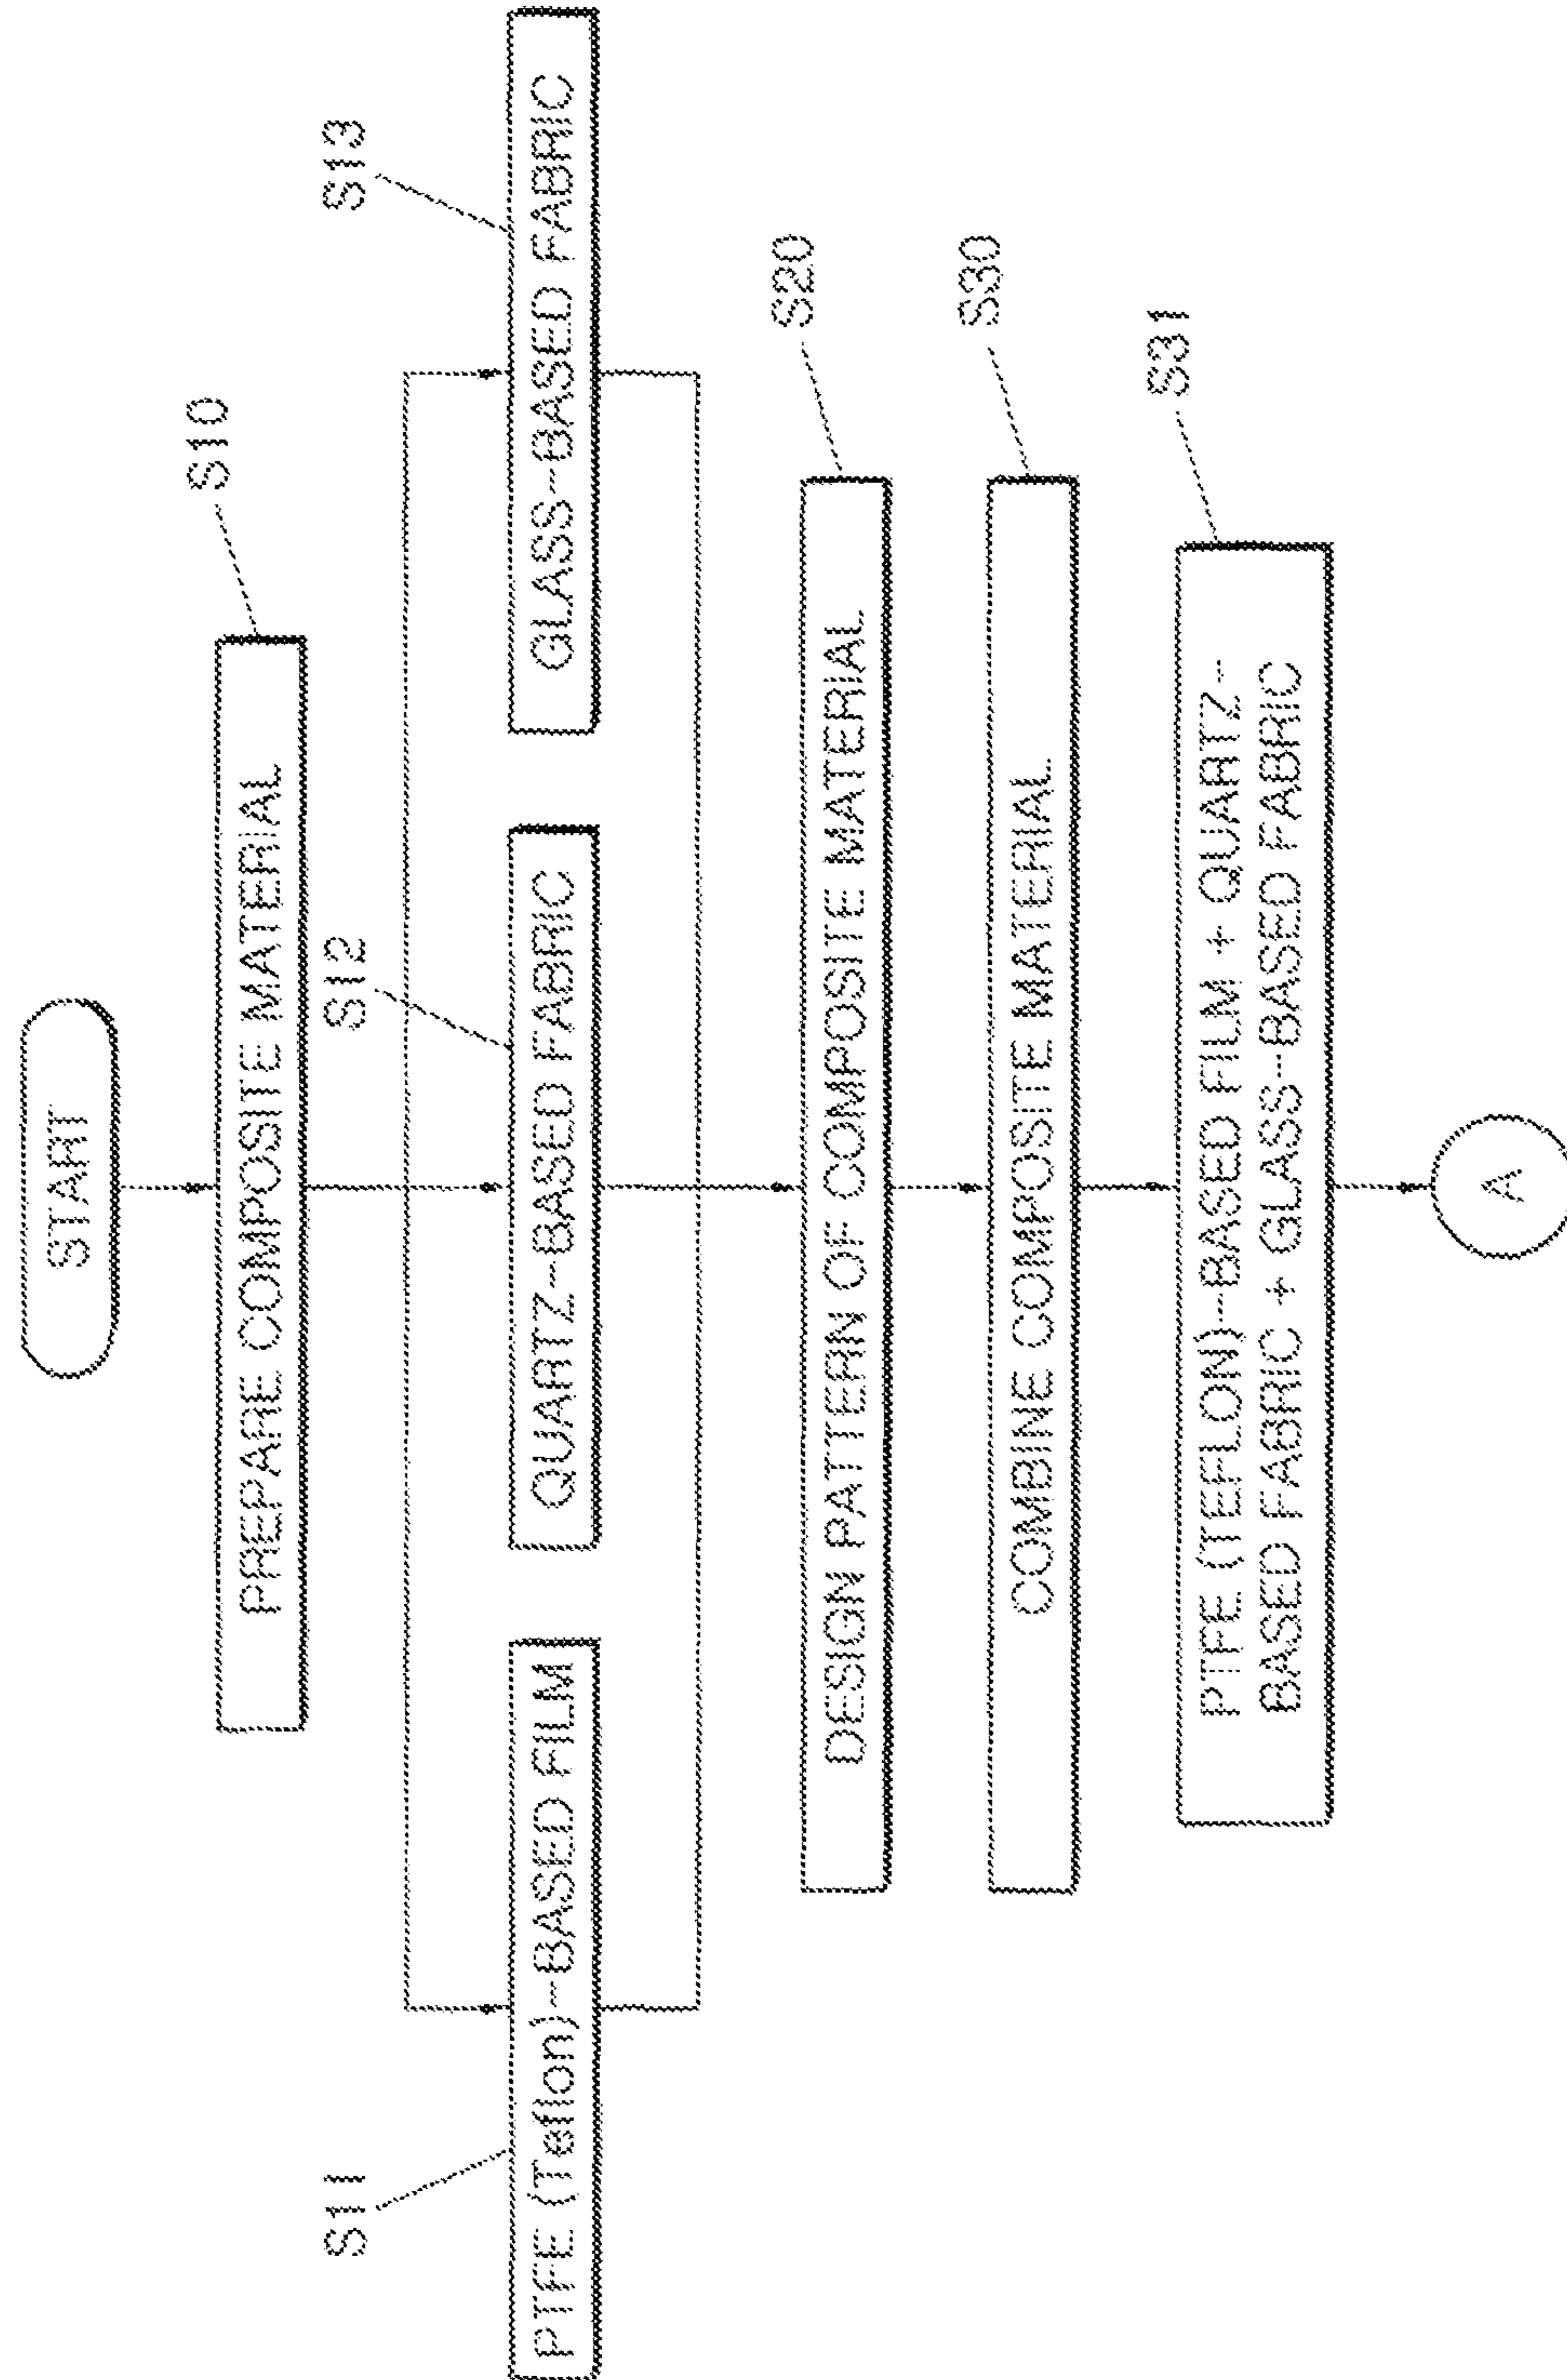 START
S10
PREPARE COMPOSITE MATERIAL
S11
S12
S13
PTFE (Teflon)--BASED FILM
QUARTZ--BASED FABRIC
GLASS--BASED FABRIC
S20
DESIGN PATTERN OF COMPOSITE MATERIAL
S30
COMBINE COMPOSITE MATERIAL
S31
PTFE (TEFLON)--BASED FILM + QUARTZ--
BASED FABRIC + GLASS--BASED FABRIC
A